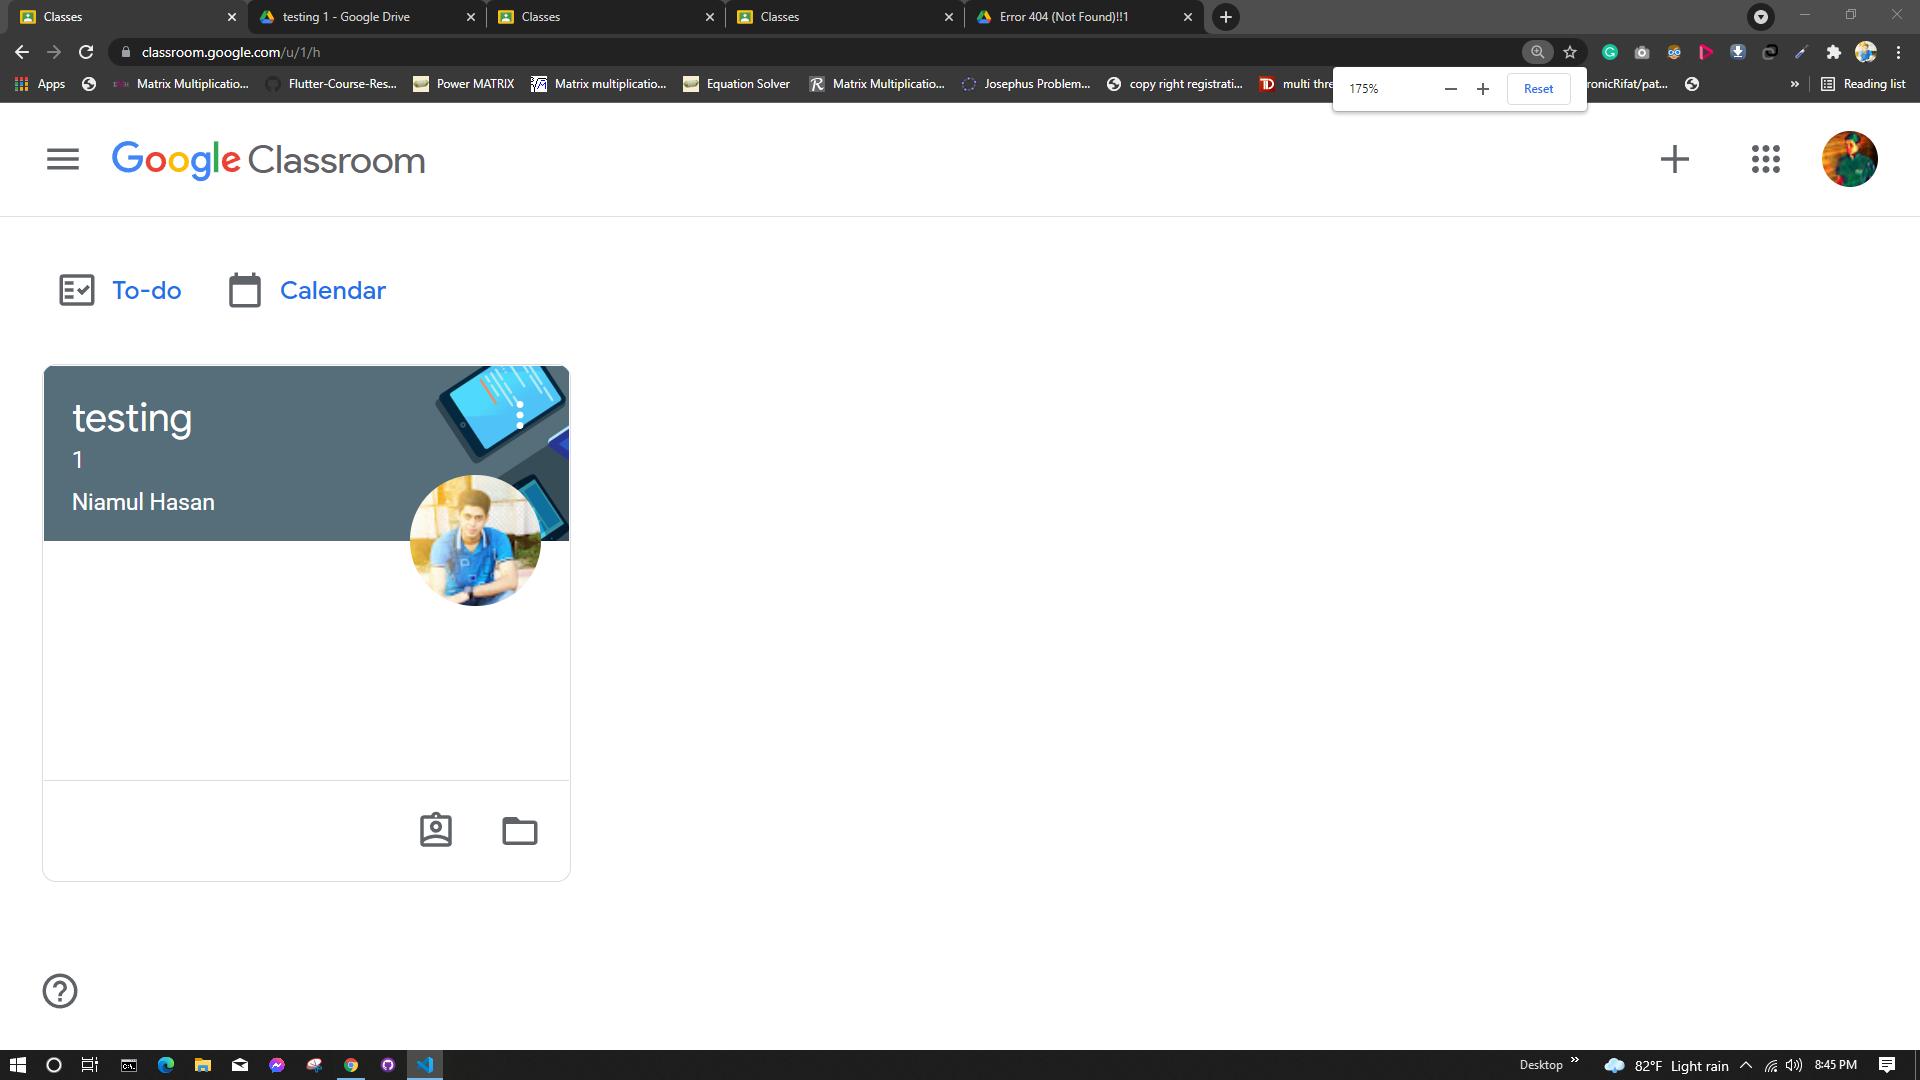 Classes
testing 1 - Google Drive
Classes
Classes
Error 404 (Not Found)!!1
classroom.google.com/u/1/h
Apps
Matrix Multiplicatio...
Flutter-Course-Res...
Power MATRIX
Matrix multiplicatio...
Equation Solver
Matrix Multiplicatio...
Josephus Problem...
copy right registrati...
multi thre
ronicRifat/pat...
»
Reading list
175%
Reset
Google Classroom
To-do
Calendar
testing
1
Niamul Hasan
Desktop
»
82°F Light rain
8:45 PM